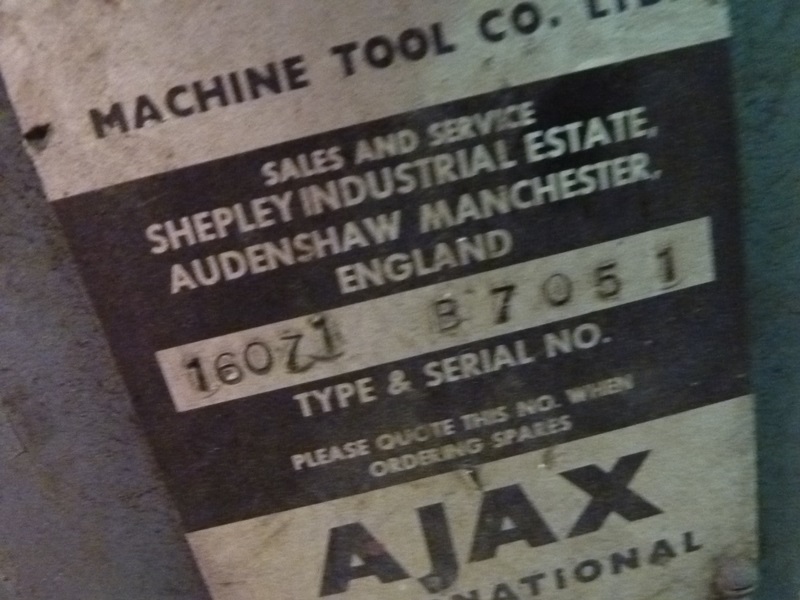 MACHINE TOOL CO. LTD.
SALES AND SERVICE
SHEPLEY INDUSTRIAL ESTATE,
AUDENSHAW MANCHESTER,
ENGLAND
16071 B7051
TYPE & SERIAL NO.
PLEASE QUOTE THIS NO. WHEN
ORDERING SPARES
AJAX
NATIONAL